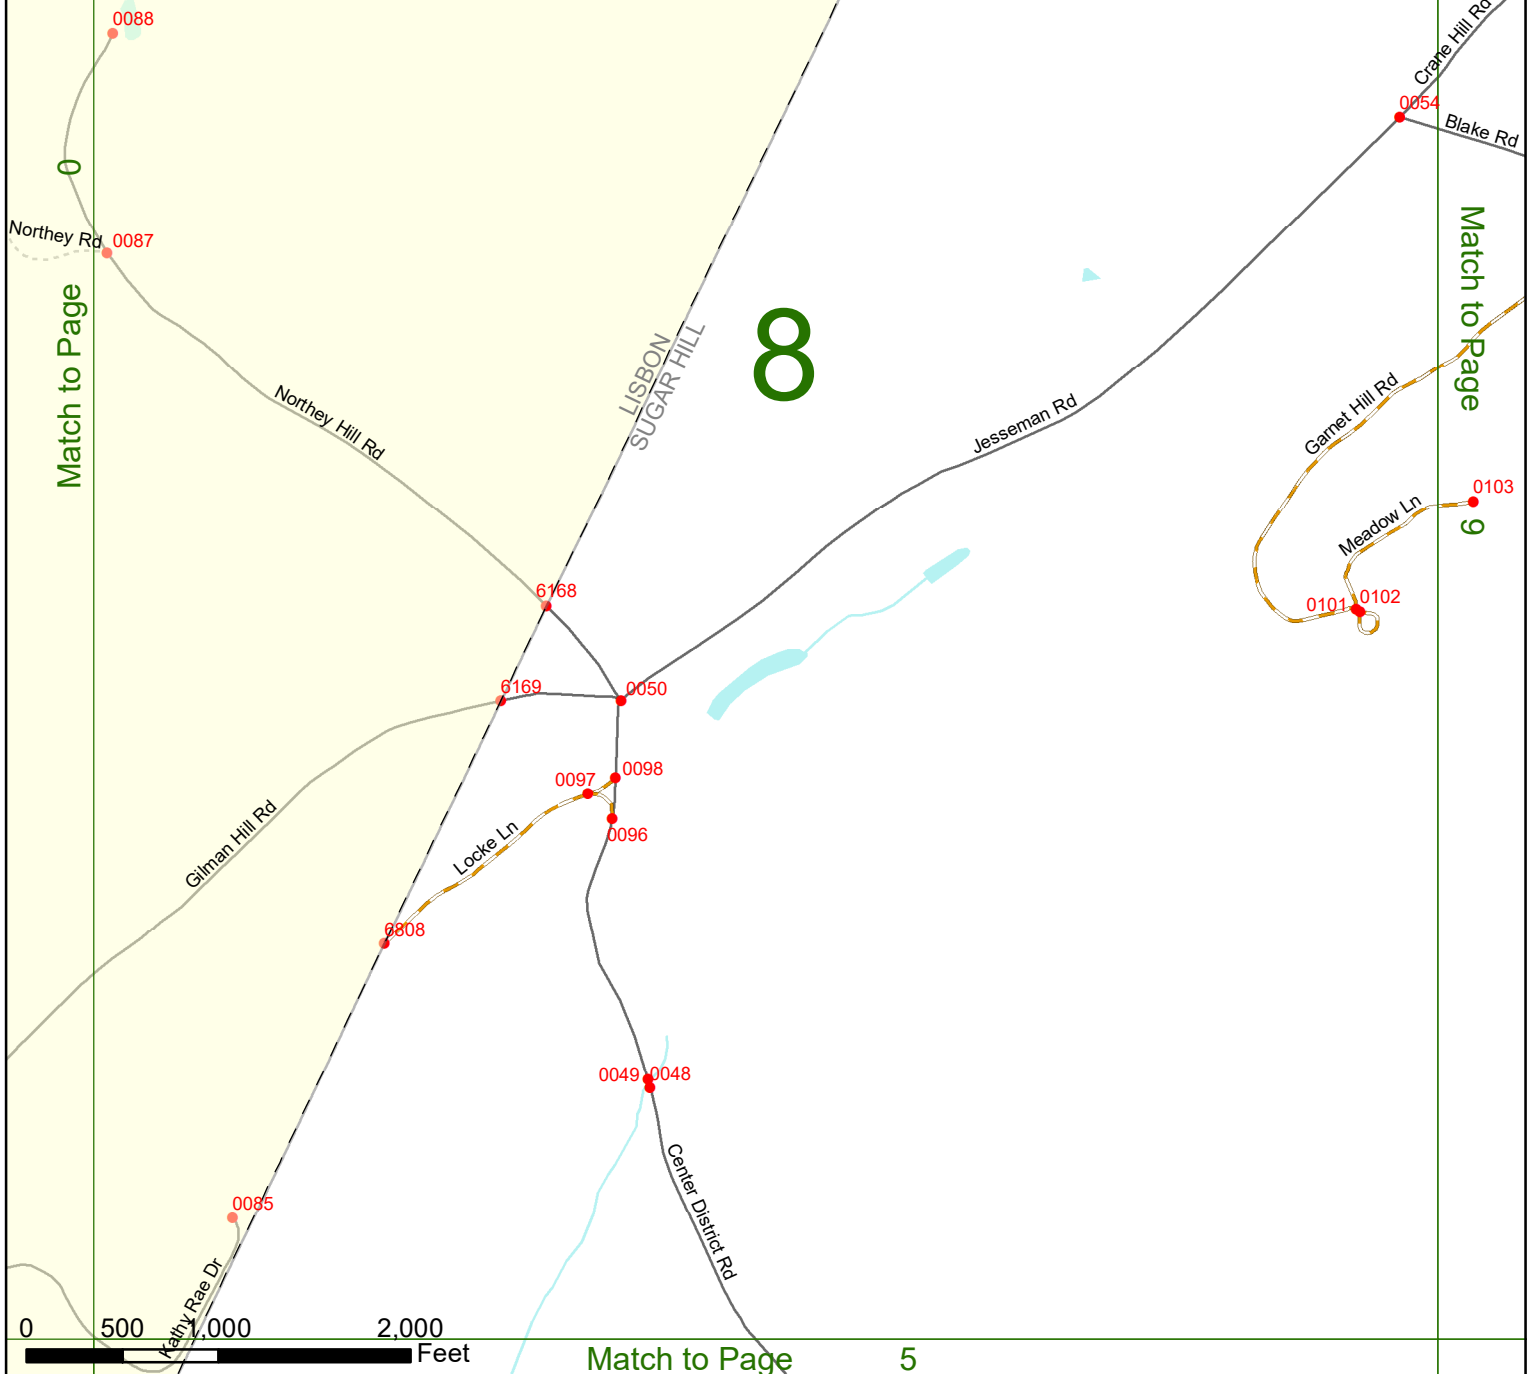 0088
Crane Hill Rd
0054
Blake Rd
0
Northey Rd
0087
Match to Page
Match to Page
9
LISBON
SUGAR HILL
8
Northey Hill Rd
Jesseman Rd
Garnet Hill Rd
0103
Meadow Ln
6168
0101
0102
6169
0050
0098
0097
0096
Gilman Hill Rd
Locke Ln
6808
0049
0048
Center District Rd
0085
Kathy Rae Dr
0 500 1,000 2,000
Feet
Match to Page 5